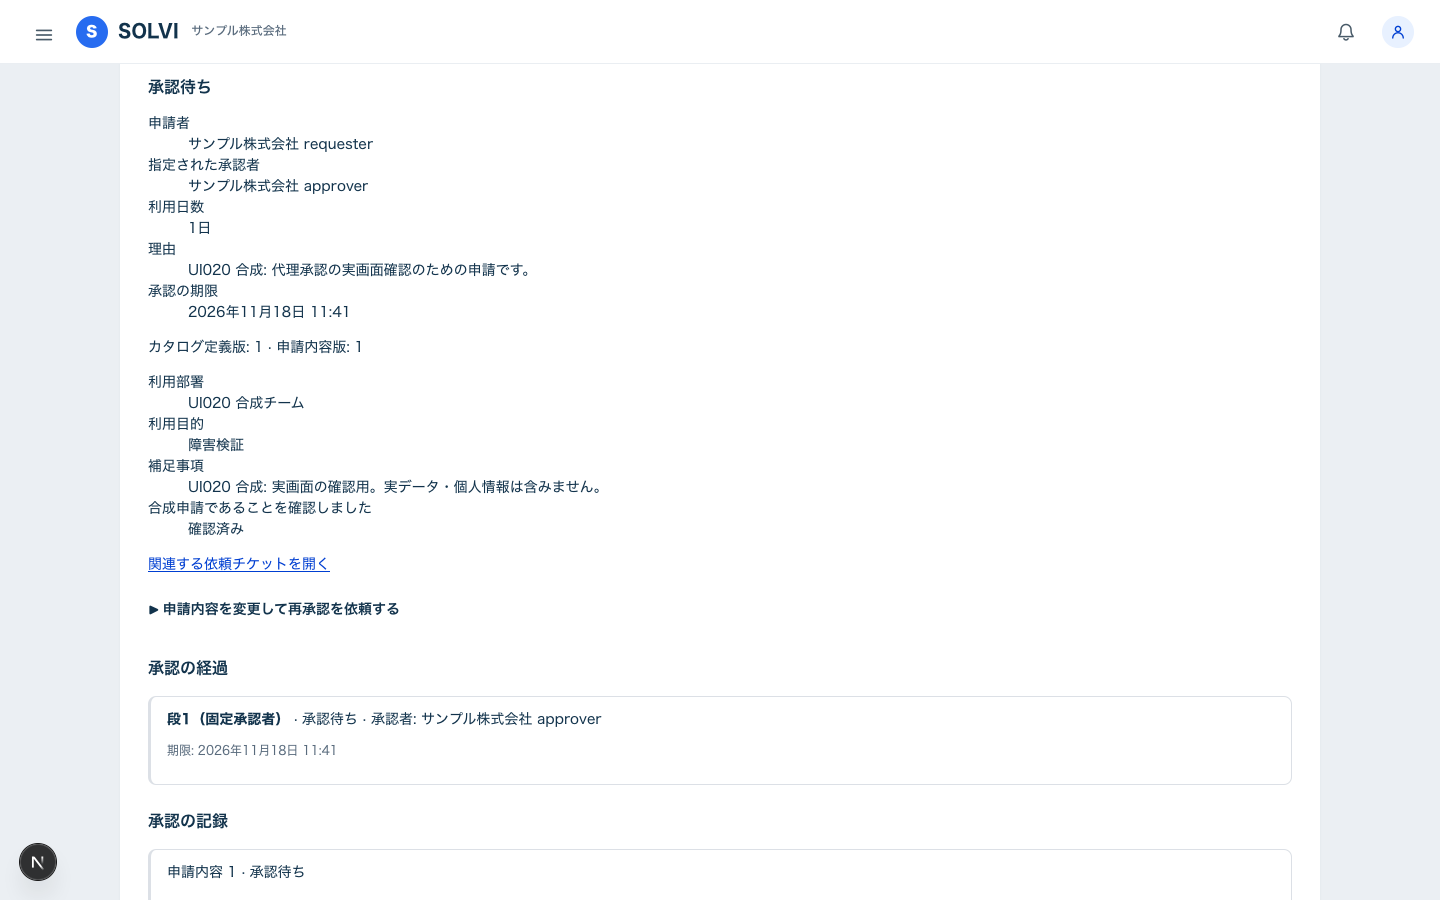 S SOLVI サンプル株式会社
承認待ち
申請者
サンプル株式会社 requester
指定された承認者
サンプル株式会社 approver
利用日数
1日
理由
UI020 合成: 代理承認の実画面確認のための申請です。
承認の期限
2026年11月18日 11:41
カタログ定義版: 1 · 申請内容版: 1
利用部署
UI020 合成チーム
利用目的
障害検証
補足事項
UI020 合成: 実画面の確認用。実データ・個人情報は含みません。
合成申請であることを確認しました
確認済み
関連する依頼チケットを開く
▶ 申請内容を変更して再承認を依頼する
承認の経過
段1（固定承認者） · 承認待ち · 承認者: サンプル株式会社 approver
期限: 2026年11月18日 11:41
承認の記録
N
申請内容 1 · 承認待ち